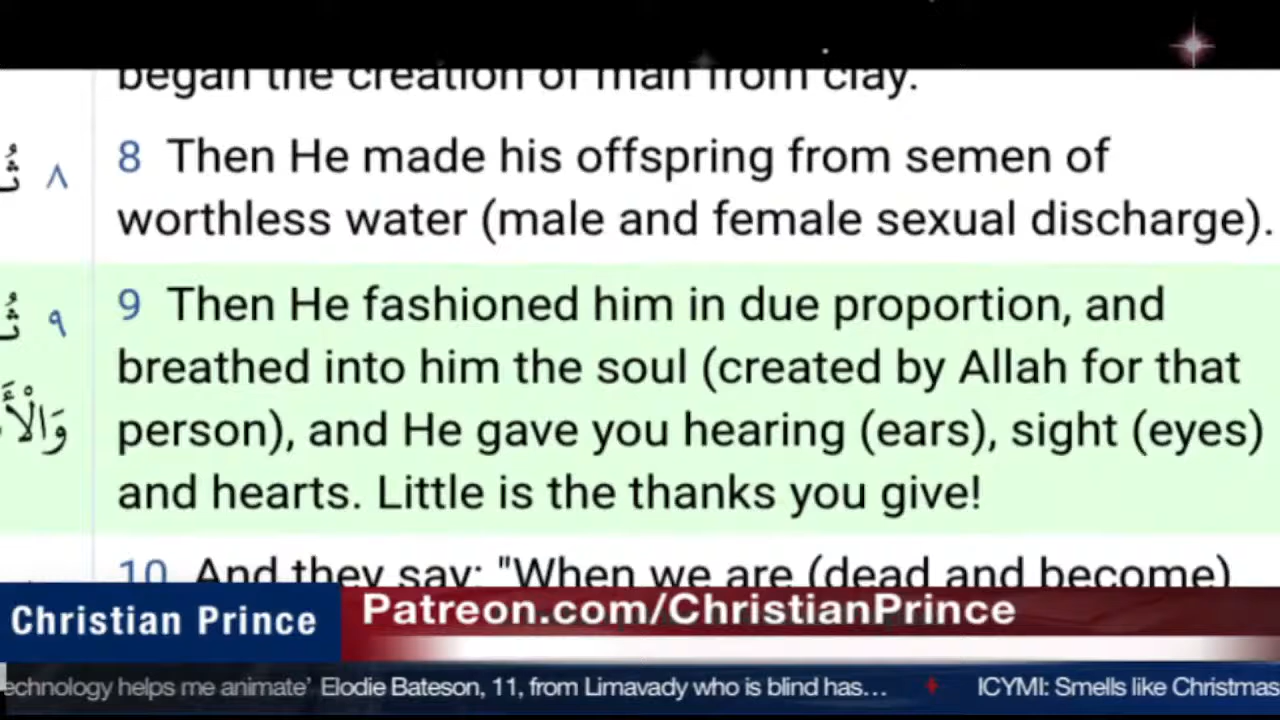 began the creation of man from clay.
٨ 8 Then He made his offspring from semen of
worthless water (male and female sexual discharge).
٩ 9 Then He fashioned him in due proportion, and
breathed into him the soul (created by Allah for that
person), and He gave you hearing (ears), sight (eyes)
and hearts. Little is the thanks you give!
10 And they say: "When we are (dead and become)
Christian Prince
Patreon.com/ChristianPrince
echnology helps me animate' Elodie Bateson, 11, from Limavady who is blind has... ICYMI: Smells like Christmas